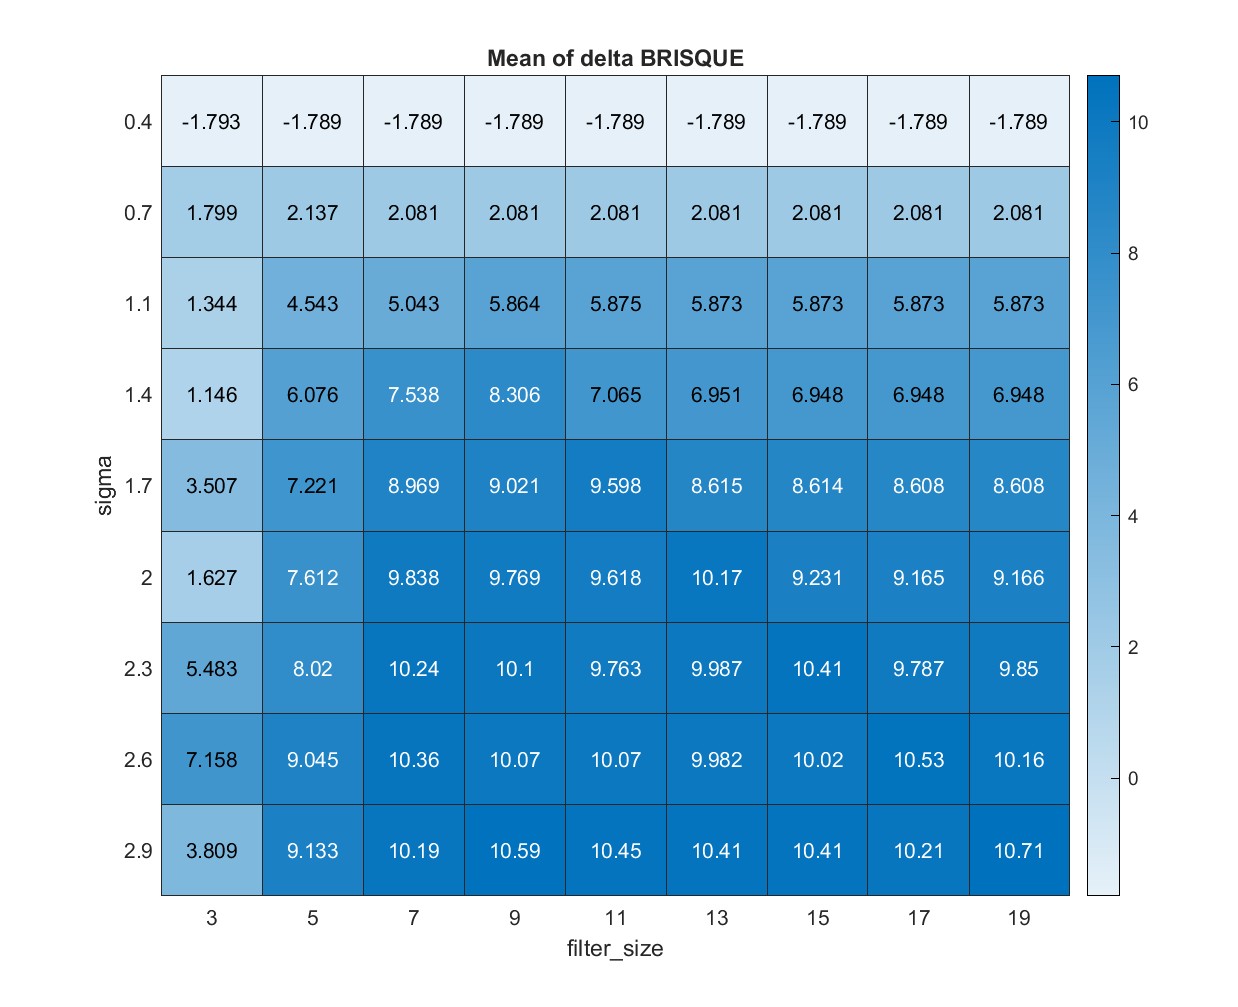 Mean of delta BRISQUE
0.4 -1.793 -1.789 -1.789 -1.789 -1.789 -1.789 -1.789 -1.789 -1.789
0.7 1.799 2.137 2.081 2.081 2.081 2.081 2.081 2.081 2.081
1.1 1.344 4.543 5.043 5.864 5.875 5.873 5.873 5.873 5.873
1.4 1.146 6.076 7.538 8.306 7.065 6.951 6.948 6.948 6.948
1.7 3.507 7.221 8.969 9.021 9.598 8.615 8.614 8.608 8.608
2 1.627 7.612 9.838 9.769 9.618 10.17 9.231 9.165 9.166
2.3 5.483 8.02 10.24 10.1 9.763 9.987 10.41 9.787 9.85
2.6 7.158 9.045 10.36 10.07 10.07 9.982 10.02 10.53 10.16
2.9 3.809 9.133 10.19 10.59 10.45 10.41 10.41 10.21 10.71
3 5 7 9 11 13 15 17 19
filter_size
sigma
10
8
6
4
2
0